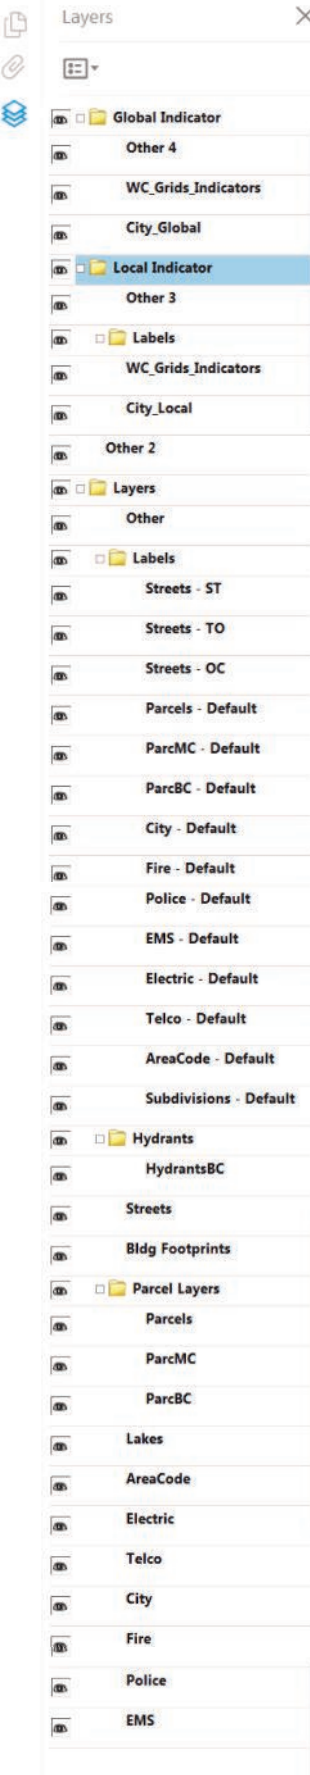 Layers
Global Indicator
Other 4
WC_Grids_Indicators
City_Global
Local Indicator
Other 3
Labels
WC_Grids_Indicators
City_Local
Other 2
Layers
Other
Labels
Streets - ST
Streets - TO
Streets - OC
Parcels - Default
ParcMC - Default
ParcBC - Default
City - Default
Fire - Default
Police - Default
EMS - Default
Electric - Default
Telco - Default
AreaCode - Default
Subdivisions - Default
Hydrants
HydrantsBC
Streets
Bldg Footprints
Parcel Layers
Parcels
ParcMC
ParcBC
Lakes
AreaCode
Electric
Telco
City
Fire
Police
EMS